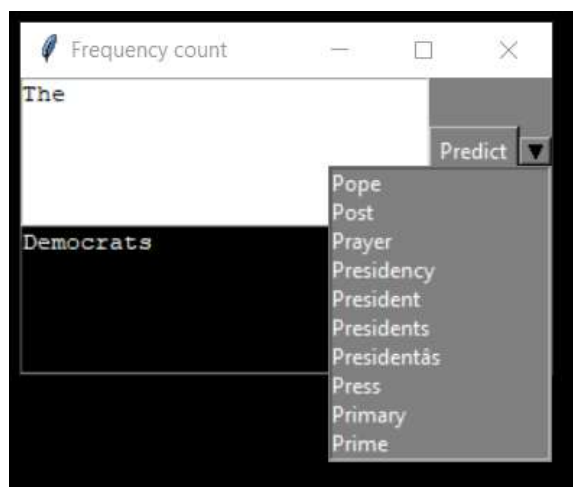 Frequency count
The
Predict ▼
Pope
Post
Prayer
Democrats
Presidency
President
Presidents
Presidentâs
Press
Primary
Prime